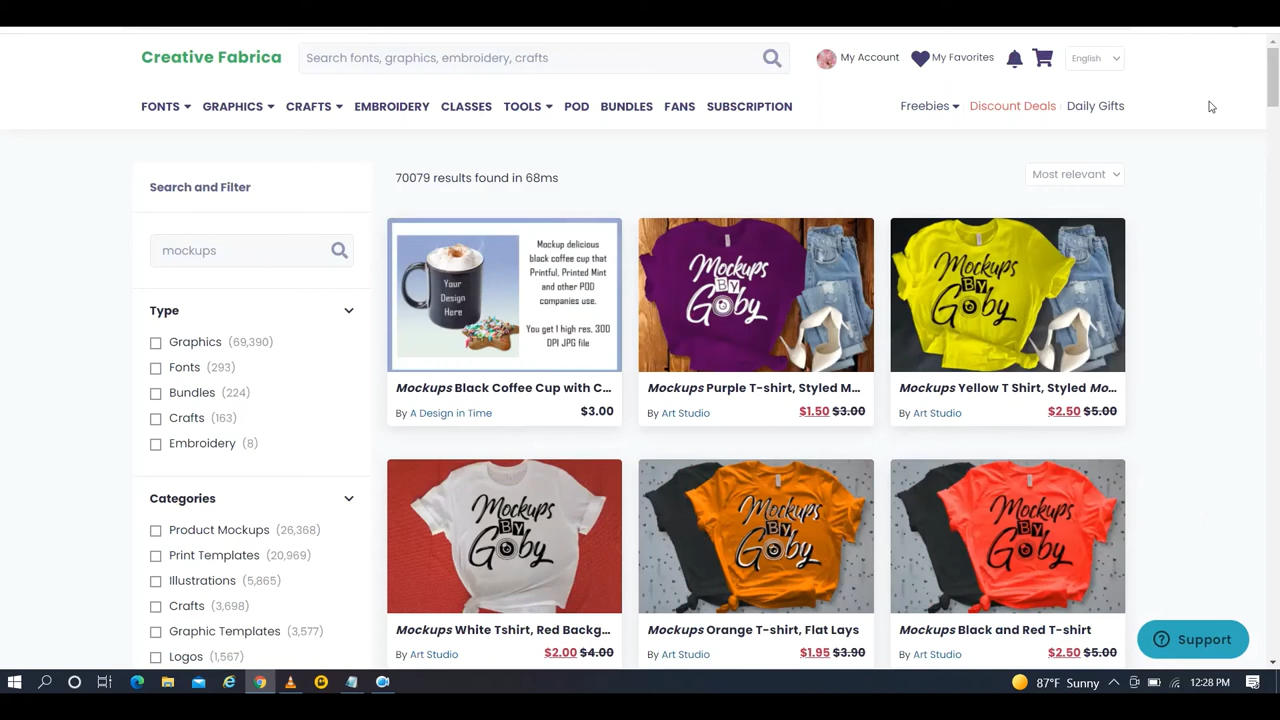 Creative Fabrica
Search fonts, graphics, embroidery, crafts
My Account
My Favorites
English
FONTS GRAPHICS CRAFTS EMBROIDERY CLASSES TOOLS POD BUNDLES FANS SUBSCRIPTION
Freebies Discount Deals Daily Gifts
Search and Filter
mockups
Type
Graphics (69,390)
Fonts (293)
Bundles (224)
Crafts (163)
Embroidery (8)
Categories
Product Mockups (26,368)
Print Templates (20,969)
Illustrations (5,865)
Crafts (3,698)
Graphic Templates (3,577)
Logos (1,567)
70079 results found in 68ms
Most relevant
Your
Design
Here
Mockup delicious
black coffee cup that
Printful, Printed Mint
and other POD
companies use.
You get 1 high res. 300
DPI JPG file
Mockups Black Coffee Cup with C...
By A Design in Time $3.00
Mockups
BY
Goby
Mockups Purple T-shirt, Styled M...
By Art Studio $1.50 $3.00
Mockups
BY
Goby
Mockups Yellow T Shirt, Styled Mo...
By Art Studio $2.50 $5.00
Mockups
BY
Goby
Mockups White Tshirt, Red Backg...
By Art Studio $2.00 $4.00
Mockups
BY
Goby
Mockups Orange T-shirt, Flat Lays
By Art Studio $1.95 $3.90
Mockups
BY
Goby
Mockups Black and Red T-shirt
By Art Studio $2.50 $5.00
Support
87°F Sunny
12:28 PM